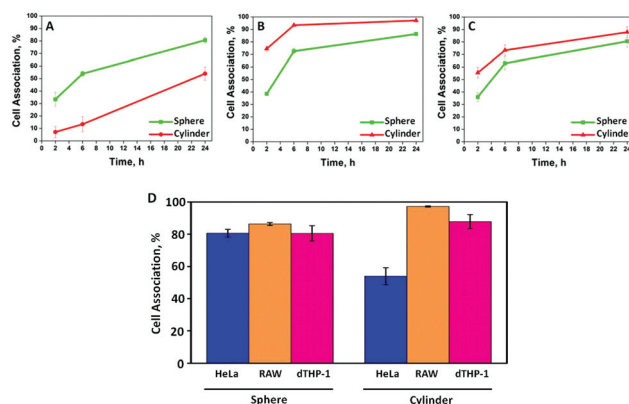 A
Cell Association, %
100
90
80
70
60
50
40
30
20
10
0
Sphere
Cylinder
0 2 4 6 8 10 12 14 16 18 20 22 24
Time, h
B
Cell Association, %
100
90
80
70
60
50
40
30
20
10
0
Sphere
Cylinder
0 2 4 6 8 10 12 14 16 18 20 22 24
Time, h
C
Cell Association, %
100
90
80
70
60
50
40
30
20
10
0
Sphere
Cylinder
0 2 4 6 8 10 12 14 16 18 20 22 24
Time, h
D
Cell Association, %
100
80
60
40
20
0
HeLa RAW dTHP-1 HeLa RAW dTHP-1
Sphere Cylinder